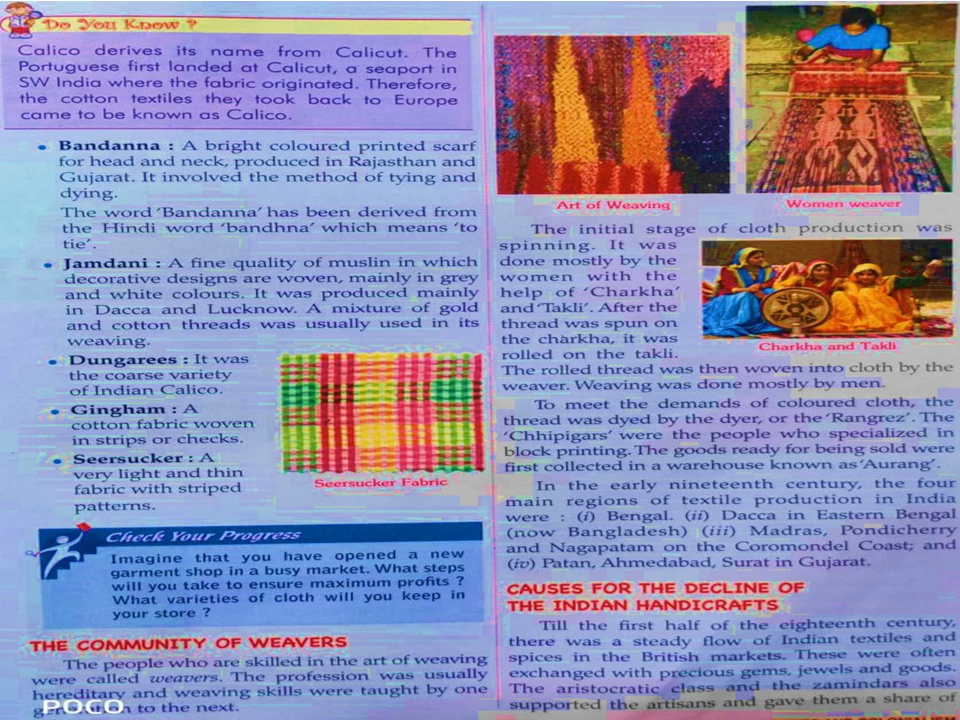 Do You Know ?
Calico derives its name from Calicut. The
Portuguese first landed at Calicut, a seaport in
SW India where the fabric originated. Therefore,
the cotton textiles they took back to Europe
came to be known as Calico.
• Bandanna : A bright coloured printed scarf
for head and neck, produced in Rajasthan and
Gujarat. It involved the method of tying and
dying.
The word 'Bandanna' has been derived from
the Hindi word 'bandhna' which means 'to
tie'.
• Jamdani : A fine quality of muslin in which
decorative designs are woven, mainly in grey
and white colours. It was produced mainly
in Dacca and Lucknow. A mixture of gold
and cotton threads was usually used in its
weaving.
• Dungarees : It was
the coarse variety
of Indian Calico.
• Gingham : A
cotton fabric woven
in strips or checks.
• Seersucker : A
very light and thin
fabric with striped
patterns.
Seersucker Fabric
Check Your Progress
Imagine that you have opened a new
garment shop in a busy market. What steps
will you take to ensure maximum profits ?
What varieties of cloth will you keep in
your store ?
THE COMMUNITY OF WEAVERS
The people who are skilled in the art of weaving
were called weavers. The profession was usually
hereditary and weaving skills were taught by one
to the next.
POCO
Art of Weaving
Women weaver
The initial stage of cloth production was
spinning. It was
done mostly by the
women with the
help of 'Charkha'
and 'Takli'. After the
thread was spun on
the charkha, it was
rolled on the takli.
Charkha and Takli
The rolled thread was then woven into cloth by the
weaver. Weaving was done mostly by men.
To meet the demands of coloured cloth, the
thread was dyed by the dyer, or the 'Rangrez'. The
'Chhipigars' were the people who specialized in
block printing. The goods ready for being sold were
first collected in a warehouse known as 'Aurang'.
In the early nineteenth century, the four
main regions of textile production in India
were : (i) Bengal. (ii) Dacca in Eastern Bengal
(now Bangladesh) (iii) Madras, Pondicherry
and Nagapatam on the Coromondel Coast; and
(iv) Patan, Ahmedabad, Surat in Gujarat.
CAUSES FOR THE DECLINE OF
THE INDIAN HANDICRAFTS
Till the first half of the eighteenth century,
there was a steady flow of Indian textiles and
spices in the British markets. These were often
exchanged with precious gems, jewels and goods.
The aristocratic class and the zamindars also
supported the artisans and gave them a share of